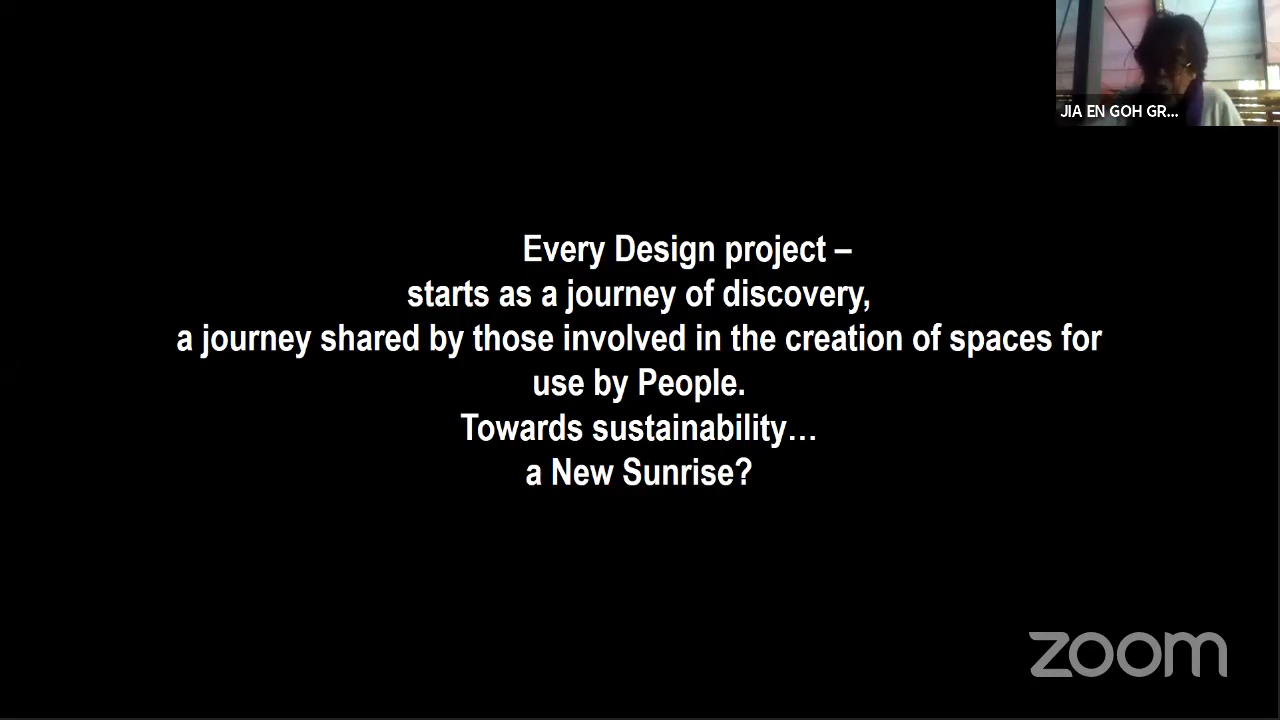 JIA EN GOH GR...
Every Design project –
starts as a journey of discovery,
a journey shared by those involved in the creation of spaces for
use by People.
Towards sustainability…
a New Sunrise?
zoom